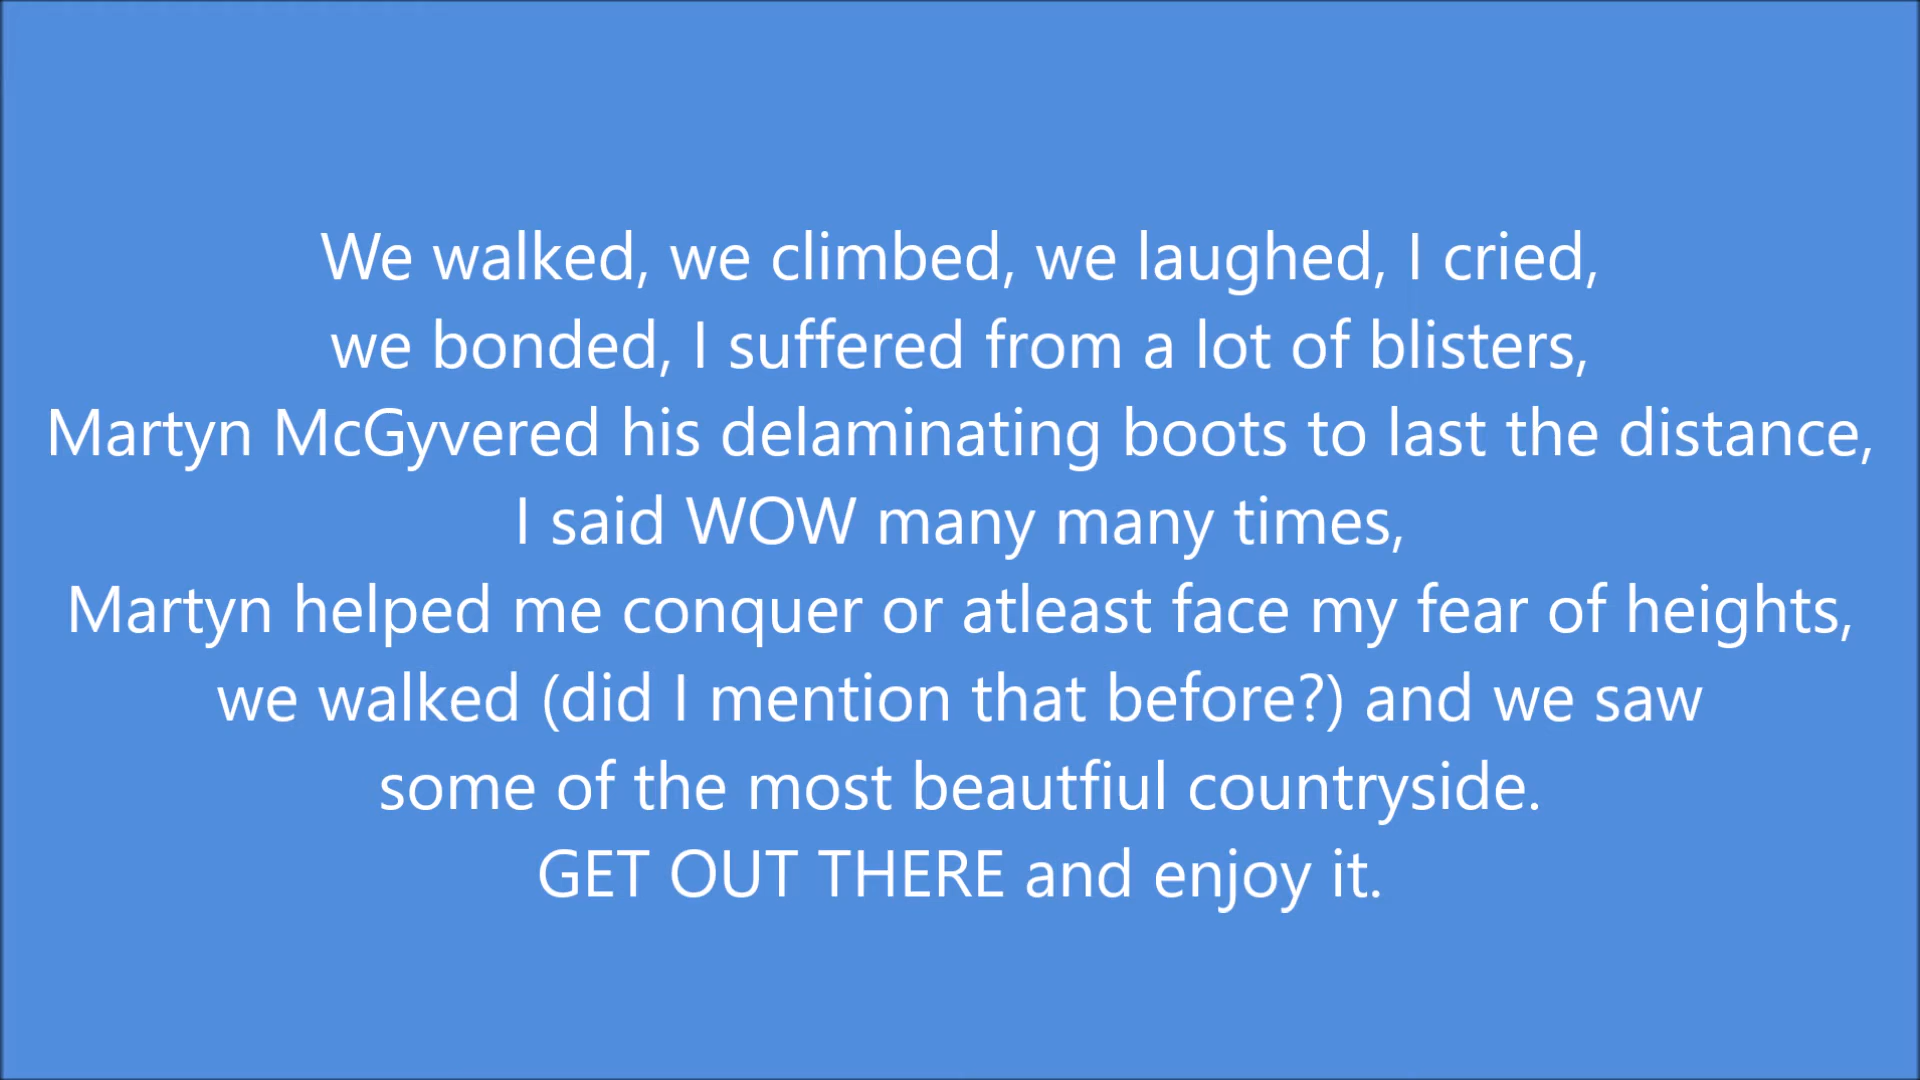 We walked, we climbed, we laughed, I cried,
we bonded, I suffered from a lot of blisters,
Martyn McGyvered his delaminating boots to last the distance,
I said WOW many many times,
Martyn helped me conquer or atleast face my fear of heights,
we walked (did I mention that before?) and we saw
some of the most beautfiul countryside.
GET OUT THERE and enjoy it.